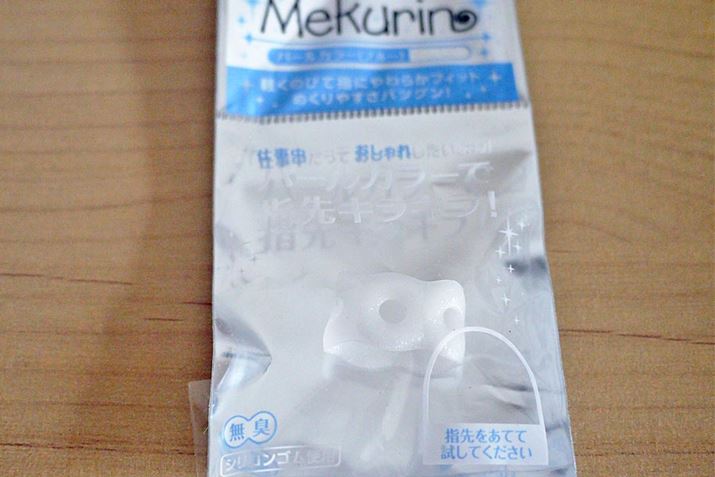 Mekurin
パールカラー(ブルー)
軽くのびて指にやわらかフィット
めくりやすさバツグン!
仕事中だって おしゃれしたいから!
パールカラーで
指先キラキラ!
無臭
シリコンゴム使用
指先をあてて
試してください